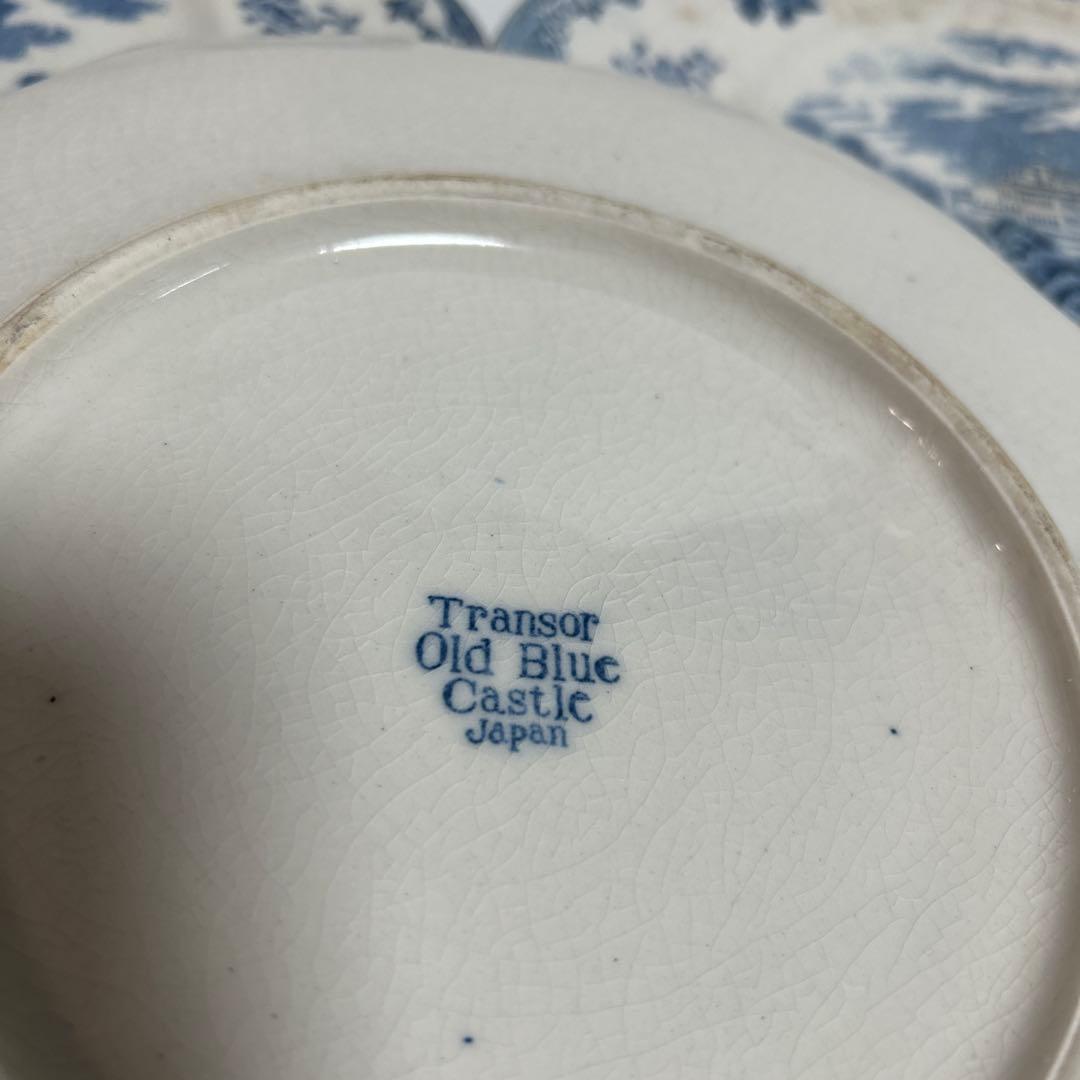 Transor
Old Blue
Castle
Japan